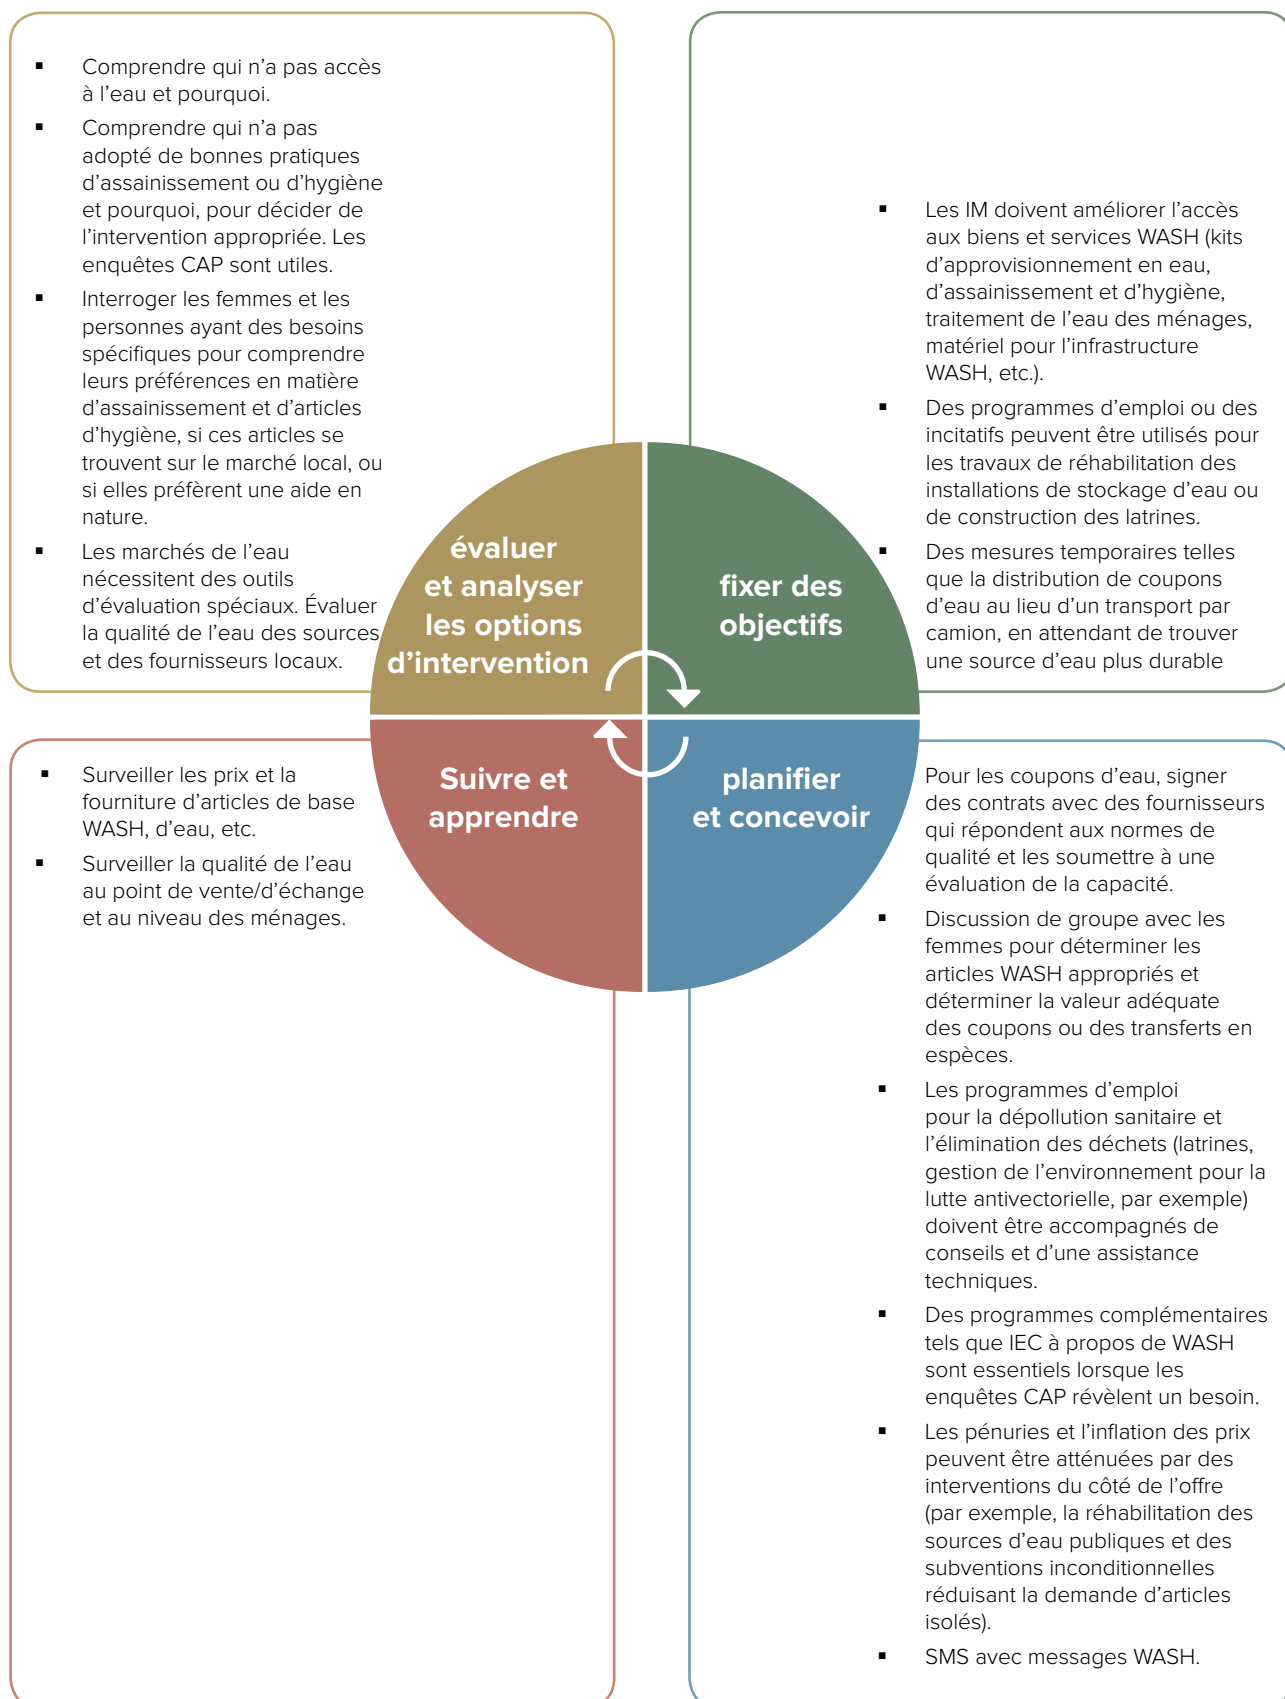 ▪ Comprendre qui n'a pas accès
à l'eau et pourquoi.
▪ Comprendre qui n'a pas
adopté de bonnes pratiques
d'assainissement ou d'hygiène
et pourquoi, pour décider de
l'intervention appropriée. Les
enquêtes CAP sont utiles.
▪ Interroger les femmes et les
personnes ayant des besoins
spécifiques pour comprendre
leurs préférences en matière
d'assainissement et d'articles
d'hygiène, si ces articles se
trouvent sur le marché local, ou
si elles préfèrent une aide en
nature.
▪ Les marchés de l'eau
nécessitent des outils
d'évaluation spéciaux. Évaluer
la qualité de l'eau des sources
et des fournisseurs locaux.
évaluer
et analyser
les options
d'intervention
fixer des
objectifs
▪ Les IM doivent améliorer l'accès
aux biens et services WASH (kits
d'approvisionnement en eau,
d'assainissement et d'hygiène,
traitement de l'eau des ménages,
matériel pour l'infrastructure
WASH, etc.).
▪ Des programmes d'emploi ou des
incitatifs peuvent être utilisés pour
les travaux de réhabilitation des
installations de stockage d'eau ou
de construction des latrines.
▪ Des mesures temporaires telles
que la distribution de coupons
d'eau au lieu d'un transport par
camion, en attendant de trouver
une source d'eau plus durable
▪ Surveiller les prix et la
fourniture d'articles de base
WASH, d'eau, etc.
▪ Surveiller la qualité de l'eau
au point de vente/d'échange
et au niveau des ménages.
Suivre et
apprendre
planifier
et concevoir
Pour les coupons d'eau, signer
des contrats avec des fournisseurs
qui répondent aux normes de
qualité et les soumettre à une
évaluation de la capacité.
▪ Discussion de groupe avec les
femmes pour déterminer les
articles WASH appropriés et
déterminer la valeur adéquate
des coupons ou des transferts en
espèces.
▪ Les programmes d'emploi
pour la dépollution sanitaire et
l'élimination des déchets (latrines,
gestion de l'environnement pour la
lutte antivectorielle, par exemple)
doivent être accompagnés de
conseils et d'une assistance
techniques.
▪ Des programmes complémentaires
tels que IEC à propos de WASH
sont essentiels lorsque les
enquêtes CAP révèlent un besoin.
▪ Les pénuries et l'inflation des prix
peuvent être atténuées par des
interventions du côté de l'offre
(par exemple, la réhabilitation des
sources d'eau publiques et des
subventions inconditionnelles
réduisant la demande d'articles
isolés).
▪ SMS avec messages WASH.